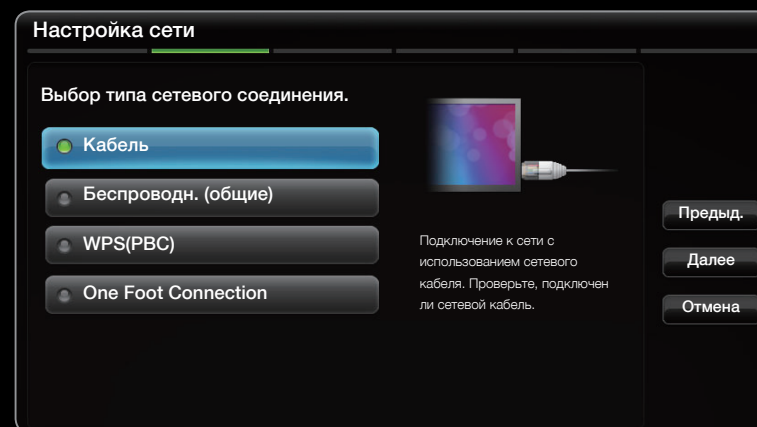 Настройка сети
Выбор типа сетевого соединения.
Кабель
Беспроводн. (общие)
WPS(PBC)
One Foot Connection
Подключение к сети с
использованием сетевого
кабеля. Проверьте, подключен
ли сетевой кабель.
Предыд.
Далее
Отмена